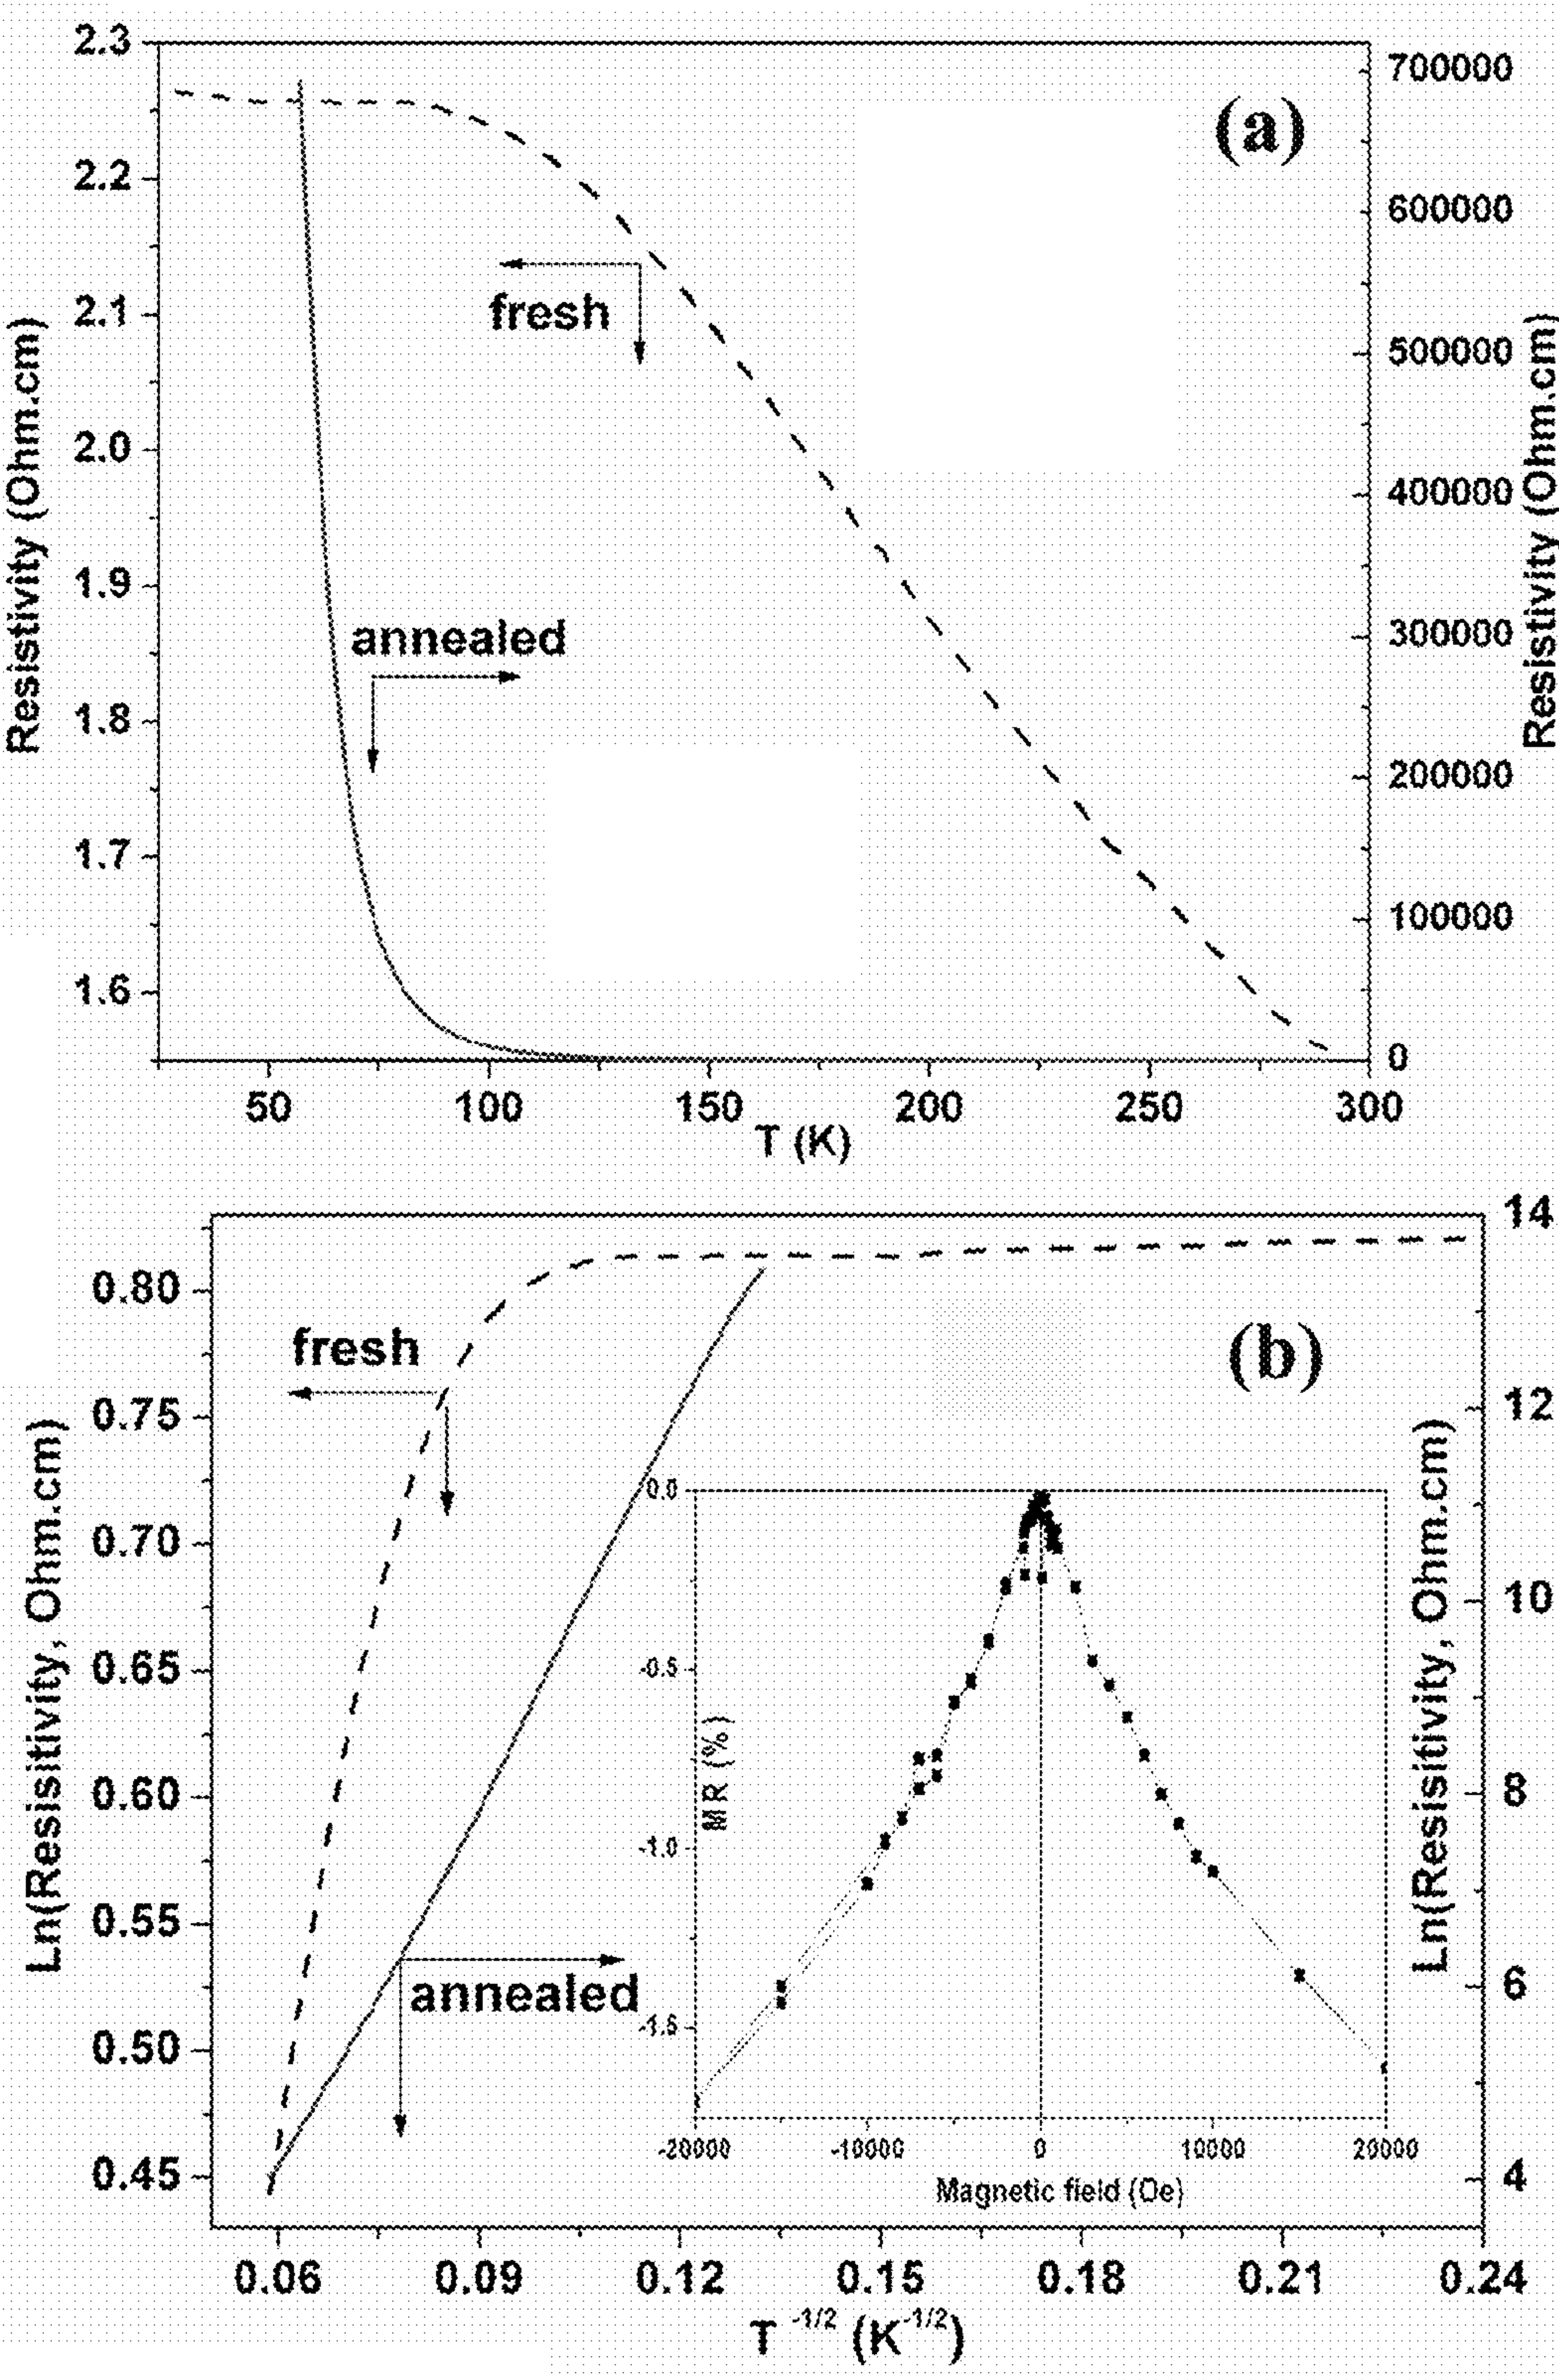 (a)
Resistivity (Ohm.cm)
2.3
2.2
2.1
2.0
1.9
1.8
1.7
1.6
fresh
annealed
700000
600000
500000
400000
300000
200000
100000
0
Resistivity (Ohm.cm)
50 100 150 200 250 300
T (K)
(b)
Ln(Resisitivity, Ohm.cm)
0.80
0.75
0.70
0.65
0.60
0.55
0.50
0.45
fresh
annealed
0.0
-0.5
-1.0
-1.5
MR (%)
-20000 -10000 0 10000 20000
Magnetic field (Oe)
14
12
10
8
6
4
Ln(Resisitivity, Ohm.cm)
0.06 0.09 0.12 0.15 0.18 0.21 0.24
T -1/2 (K-1/2)